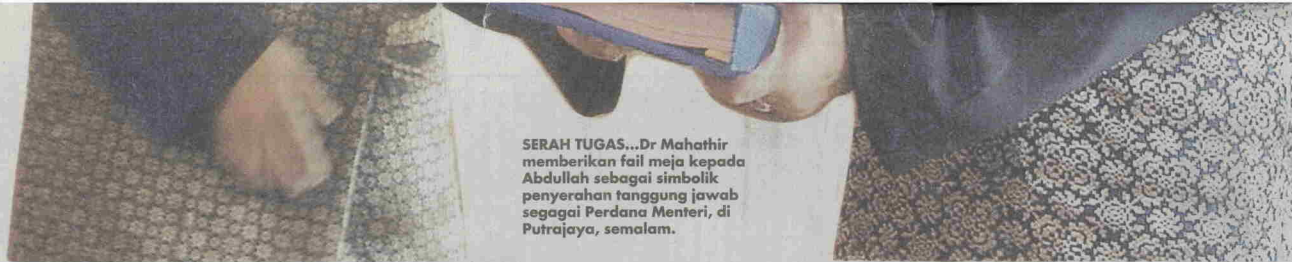 SERAH TUGAS...Dr Mahathir
memberikan fail meja kepada
Abdullah sebagai simbolik
penyerahan tanggung jawab
segagai Perdana Menteri, di
Putrajaya, semalam.